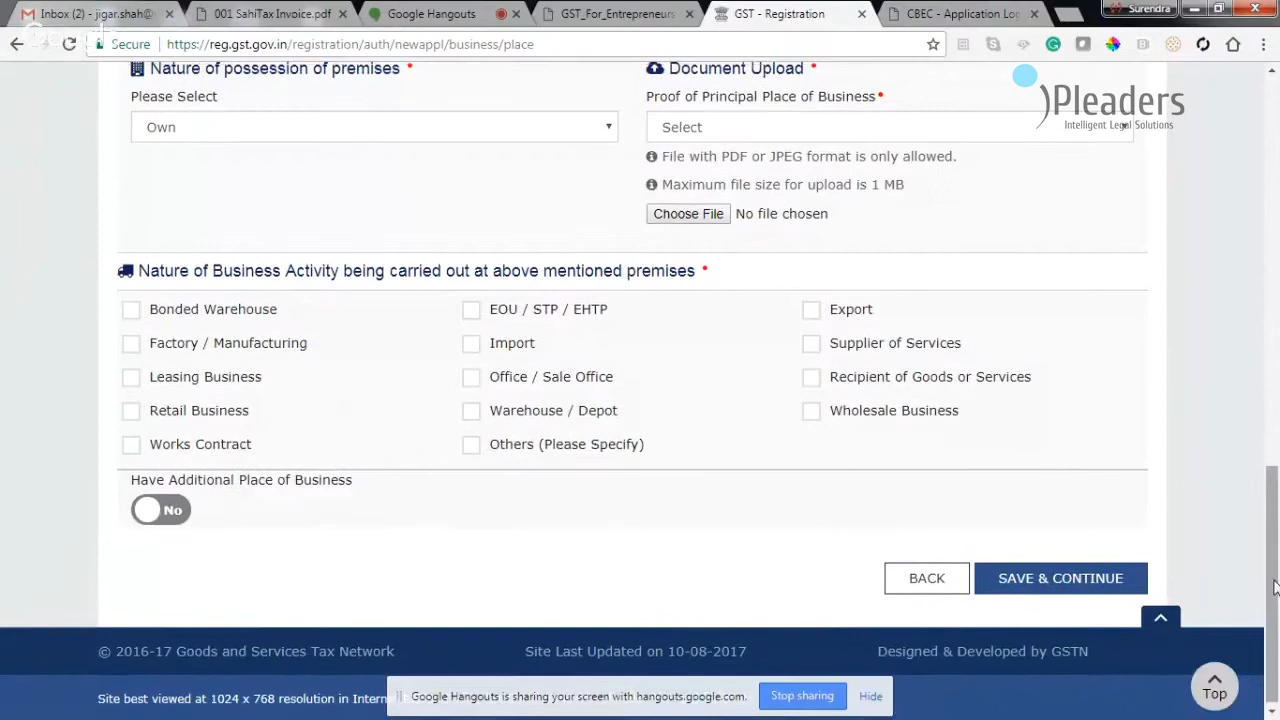 Inbox (2) - jigar.shah@
001 SahiTax Invoice.pdf
Google Hangouts
GST_For_Entrepreneurs
GST - Registration
CBEC - Application Lo
Surendra
Secure
https://reg.gst.gov.in/registration/auth/newappl/business/place
Nature of possession of premises *
Document Upload *
Pleaders
Intelligent Legal Solutions
Please Select
Proof of Principal Place of Business*
Own
Select
File with PDF or JPEG format is only allowed.
Maximum file size for upload is 1 MB
Choose File No file chosen
Nature of Business Activity being carried out at above mentioned premises *
Bonded Warehouse
EOU / STP / EHTP
Export
Factory / Manufacturing
Import
Supplier of Services
Leasing Business
Office / Sale Office
Recipient of Goods or Services
Retail Business
Warehouse / Depot
Wholesale Business
Works Contract
Others (Please Specify)
Have Additional Place of Business
No
BACK
SAVE & CONTINUE
© 2016-17 Goods and Services Tax Network
Site Last Updated on 10-08-2017
Designed & Developed by GSTN
Site best viewed at 1024 x 768 resolution in Intern
Google Hangouts is sharing your screen with hangouts.google.com.
Stop sharing
Hide
Top